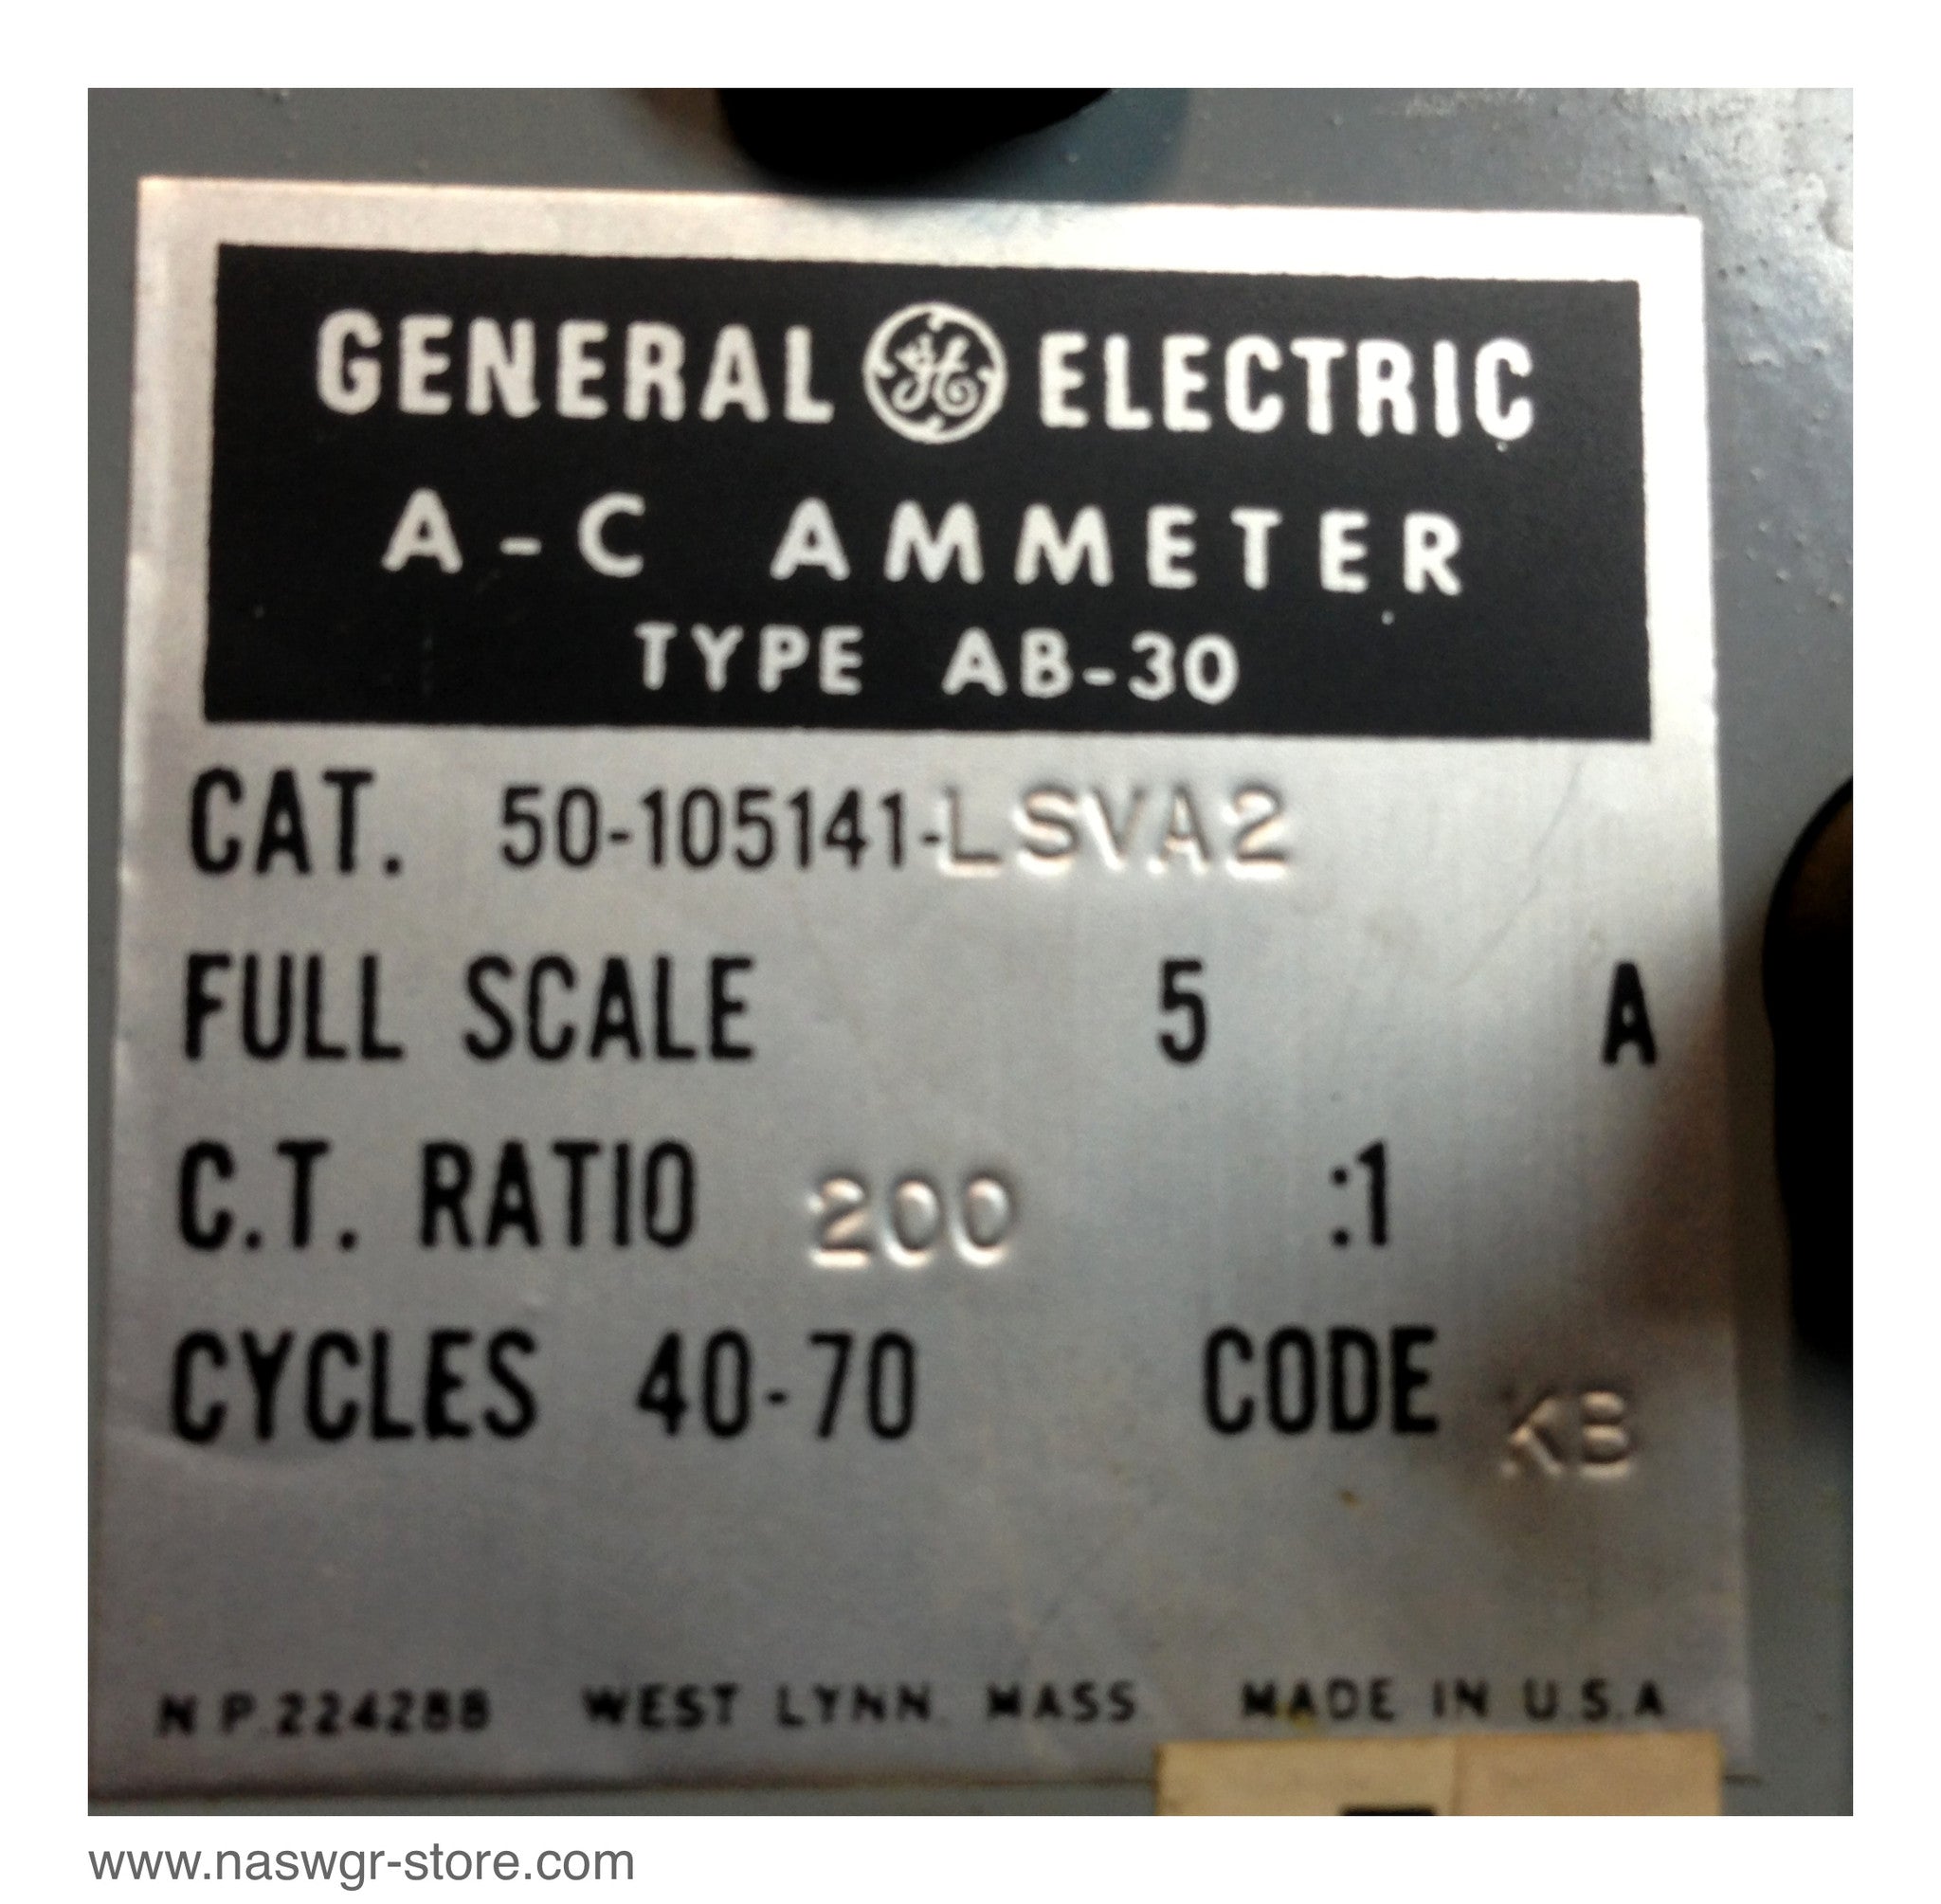 GENERAL GE ELECTRIC
A-C AMMETER
TYPE AB-30
CAT. 50-105141-LSVA2
FULL SCALE 5 A
C.T. RATIO 200 :1
CYCLES 40-70 CODE KB
N P.224288 WEST LYNN. MASS. MADE IN U.S.A
www.naswgr-store.com